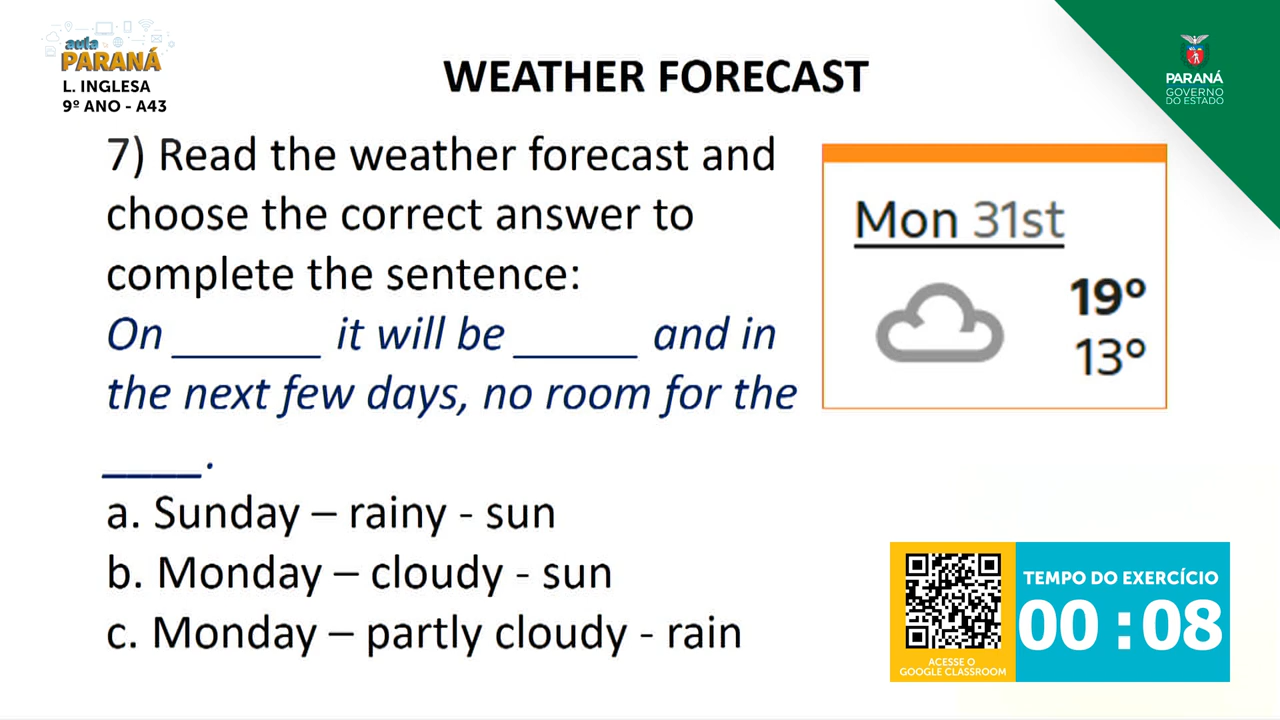 aula
PARANÁ
L. INGLESA
9º ANO - A43
WEATHER FORECAST
PARANÁ
GOVERNO
DO ESTADO
7) Read the weather forecast and
choose the correct answer to
complete the sentence:
On ______ it will be _____ and in
the next few days, no room for the
____.
a. Sunday – rainy - sun
b. Monday – cloudy - sun
c. Monday – partly cloudy - rain
Mon 31st
19º
13º
TEMPO DO EXERCÍCIO
00 : 08
ACESSE O
GOOGLE CLASSROOM